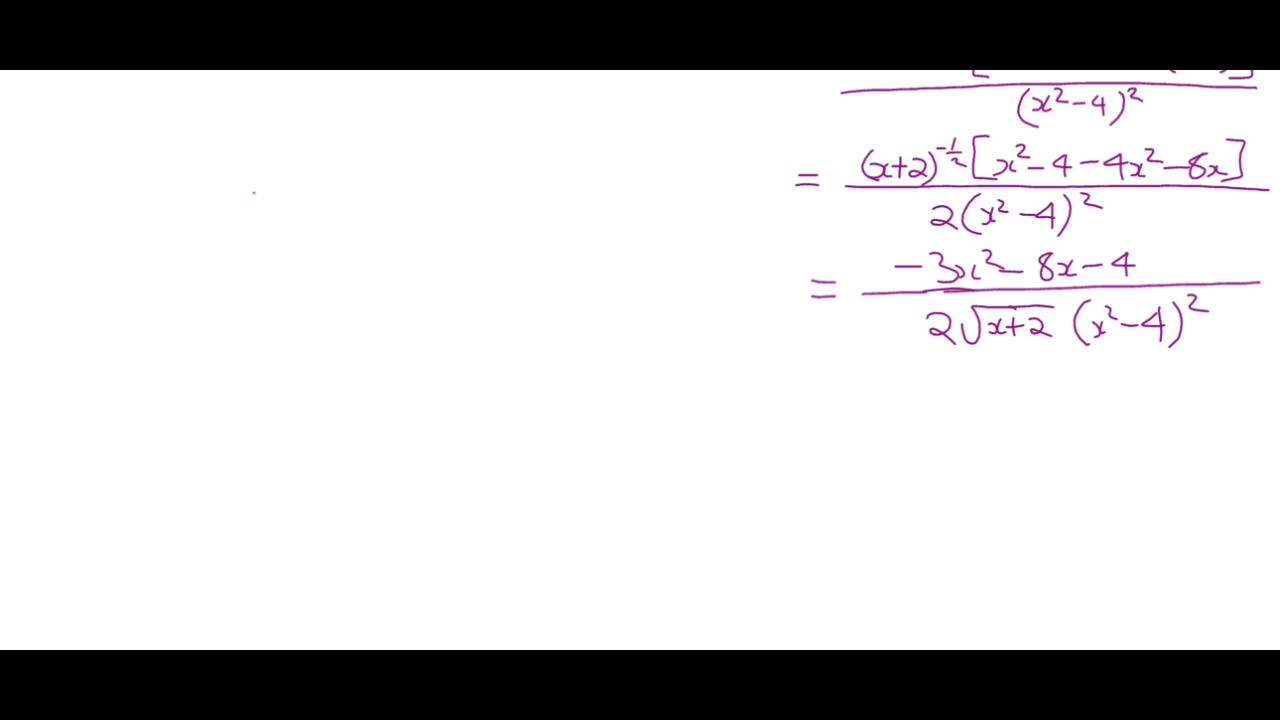 (x²-4)²
= (x+2)^{-1/2} [x²-4-4x²-8x] / 2(x²-4)²
= -3x²-8x-4 / 2√(x+2) (x²-4)²